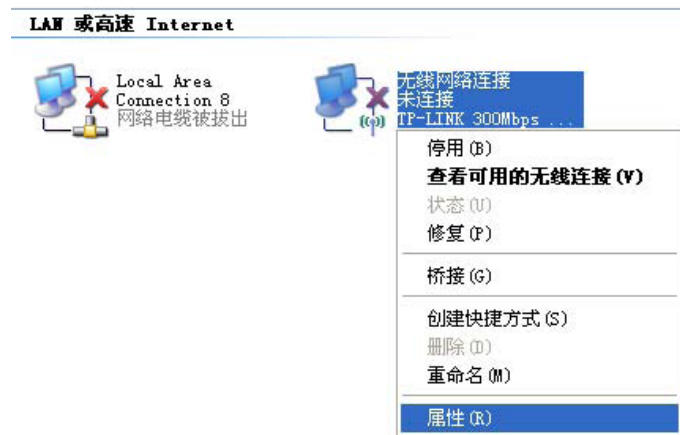 LAN 或高速 Internet
Local Area
Connection 8
网络电缆被拔出
无线网络连接
未连接
TP-LINK 300Mbps ...
停用(B)
查看可用的无线连接(V)
状态(U)
修复(P)
桥接(G)
创建快捷方式(S)
删除(D)
重命名(M)
属性(R)